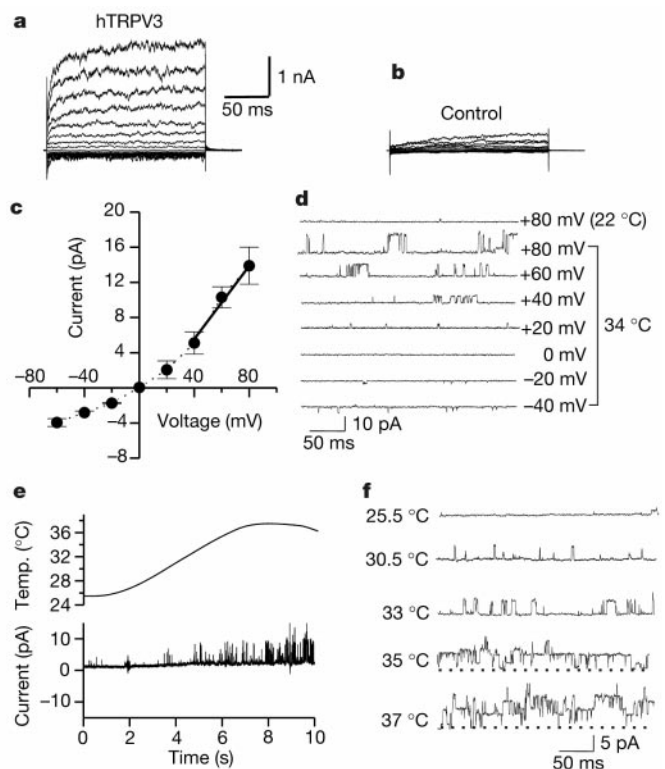 a
hTRPV3
1 nA
50 ms
b
Control
c
20
16
12
8
4
−4
−8
−80
−40
40
80
Current (pA)
Voltage (mV)
d
+80 mV (22 °C)
+80 mV
+60 mV
+40 mV
+20 mV
0 mV
−20 mV
−40 mV
34 °C
10 pA
50 ms
e
Temp. (°C)
36
32
28
24
Current (pA)
10
0
−10
0
2
4
6
8
10
Time (s)
f
25.5 °C
30.5 °C
33 °C
35 °C
37 °C
5 pA
50 ms